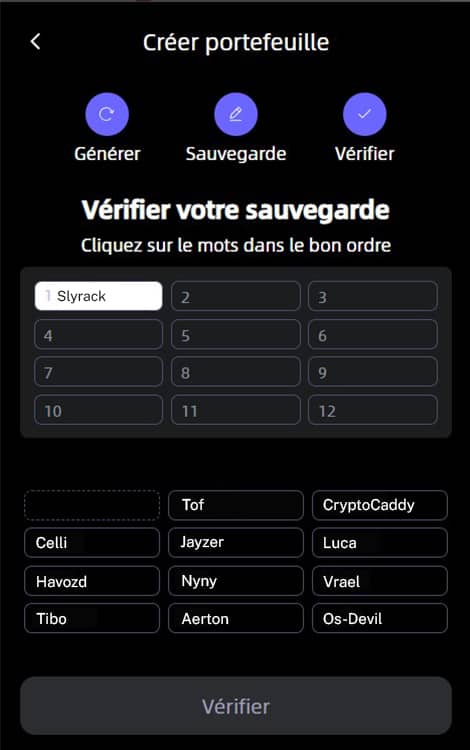 Créer portefeuille
Générer Sauvegarde Vérifier
Vérifier votre sauvegarde
Cliquez sur le mots dans le bon ordre
1 Slyrack 2 3
4 5 6
7 8 9
10 11 12
Tof CryptoCaddy
Celli Jayzer Luca
Havozd Nyny Vrael
Tibo Aerton Os-Devil
Vérifier